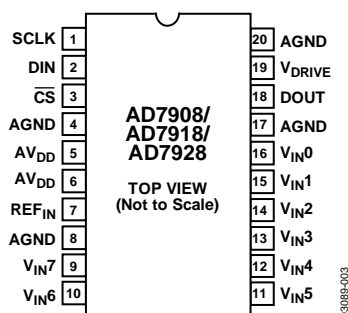 SCLK 1
DIN 2
CS 3
AGND 4
AVDD 5
AVDD 6
REFIN 7
AGND 8
VIN7 9
VIN6 10
AD7908/
AD7918/
AD7928
TOP VIEW
(Not to Scale)
20 AGND
19 VDRIVE
18 DOUT
17 AGND
16 VIN0
15 VIN1
14 VIN2
13 VIN3
12 VIN4
11 VIN5
03089-003